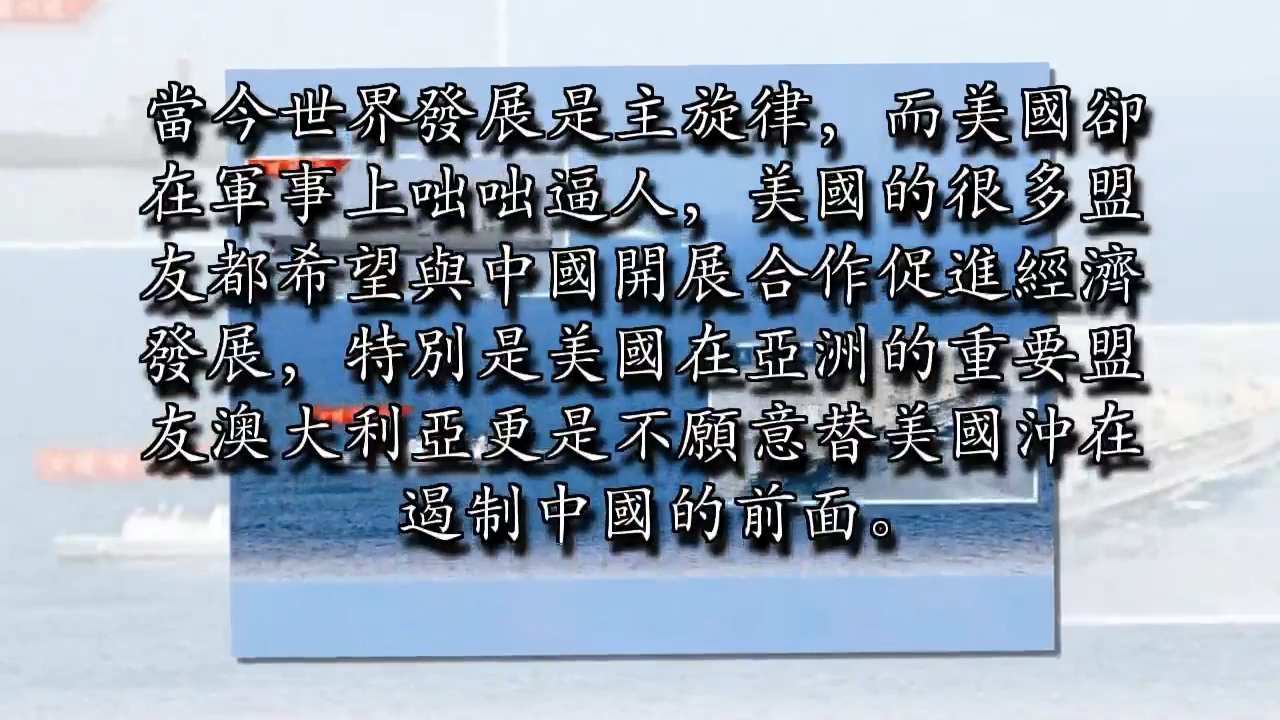 當今世界發展是主旋律，而美國卻
在軍事上咄咄逼人，美國的很多盟
友都希望與中國開展合作促進經濟
發展，特別是美國在亞洲的重要盟
友澳大利亞更是不願意替美國沖在
遏制中國的前面。